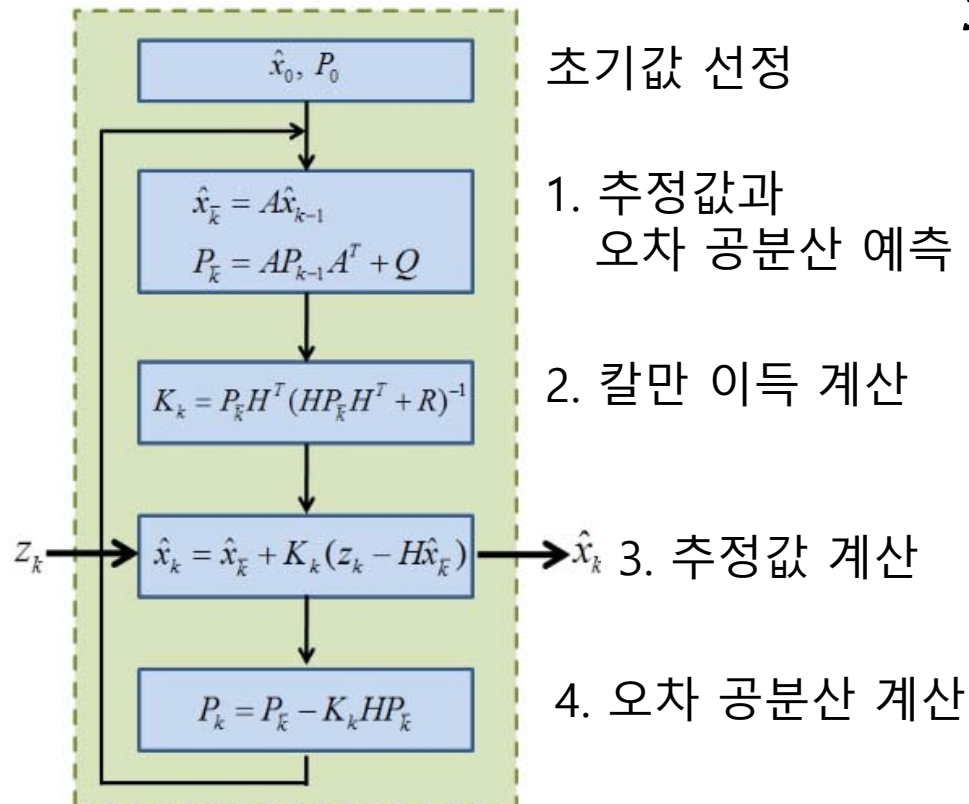 x̂₀, P₀
초기값 선정
x̂k̄ = Ax̂k−1
Pk̄ = APk−1Aᵀ + Q
1. 추정값과
오차 공분산 예측
Kk = Pk̄Hᵀ(HPk̄Hᵀ + R)⁻¹
2. 칼만 이득 계산
zk
x̂k = x̂k̄ + Kk(zk − Hx̂k̄)
x̂k
3. 추정값 계산
Pk = Pk̄ − KkHPk̄
4. 오차 공분산 계산